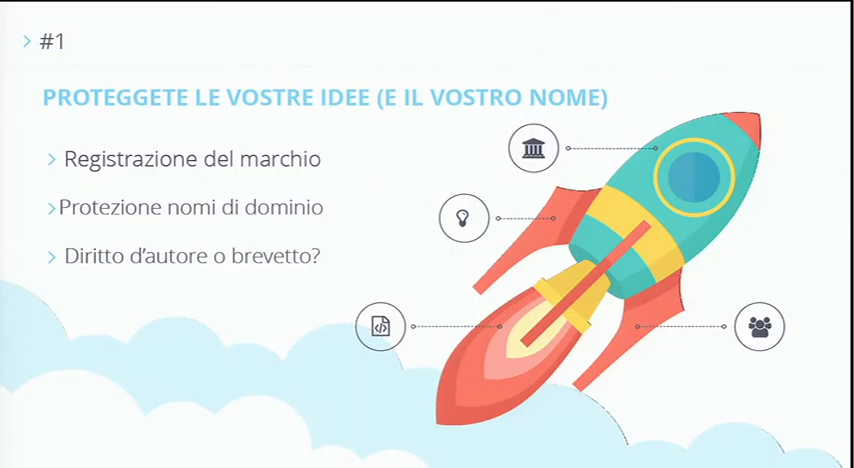 #1
PROTEGGETE LE VOSTRE IDEE (E IL VOSTRO NOME)
Registrazione del marchio
Protezione nomi di dominio
Diritto d'autore o brevetto?